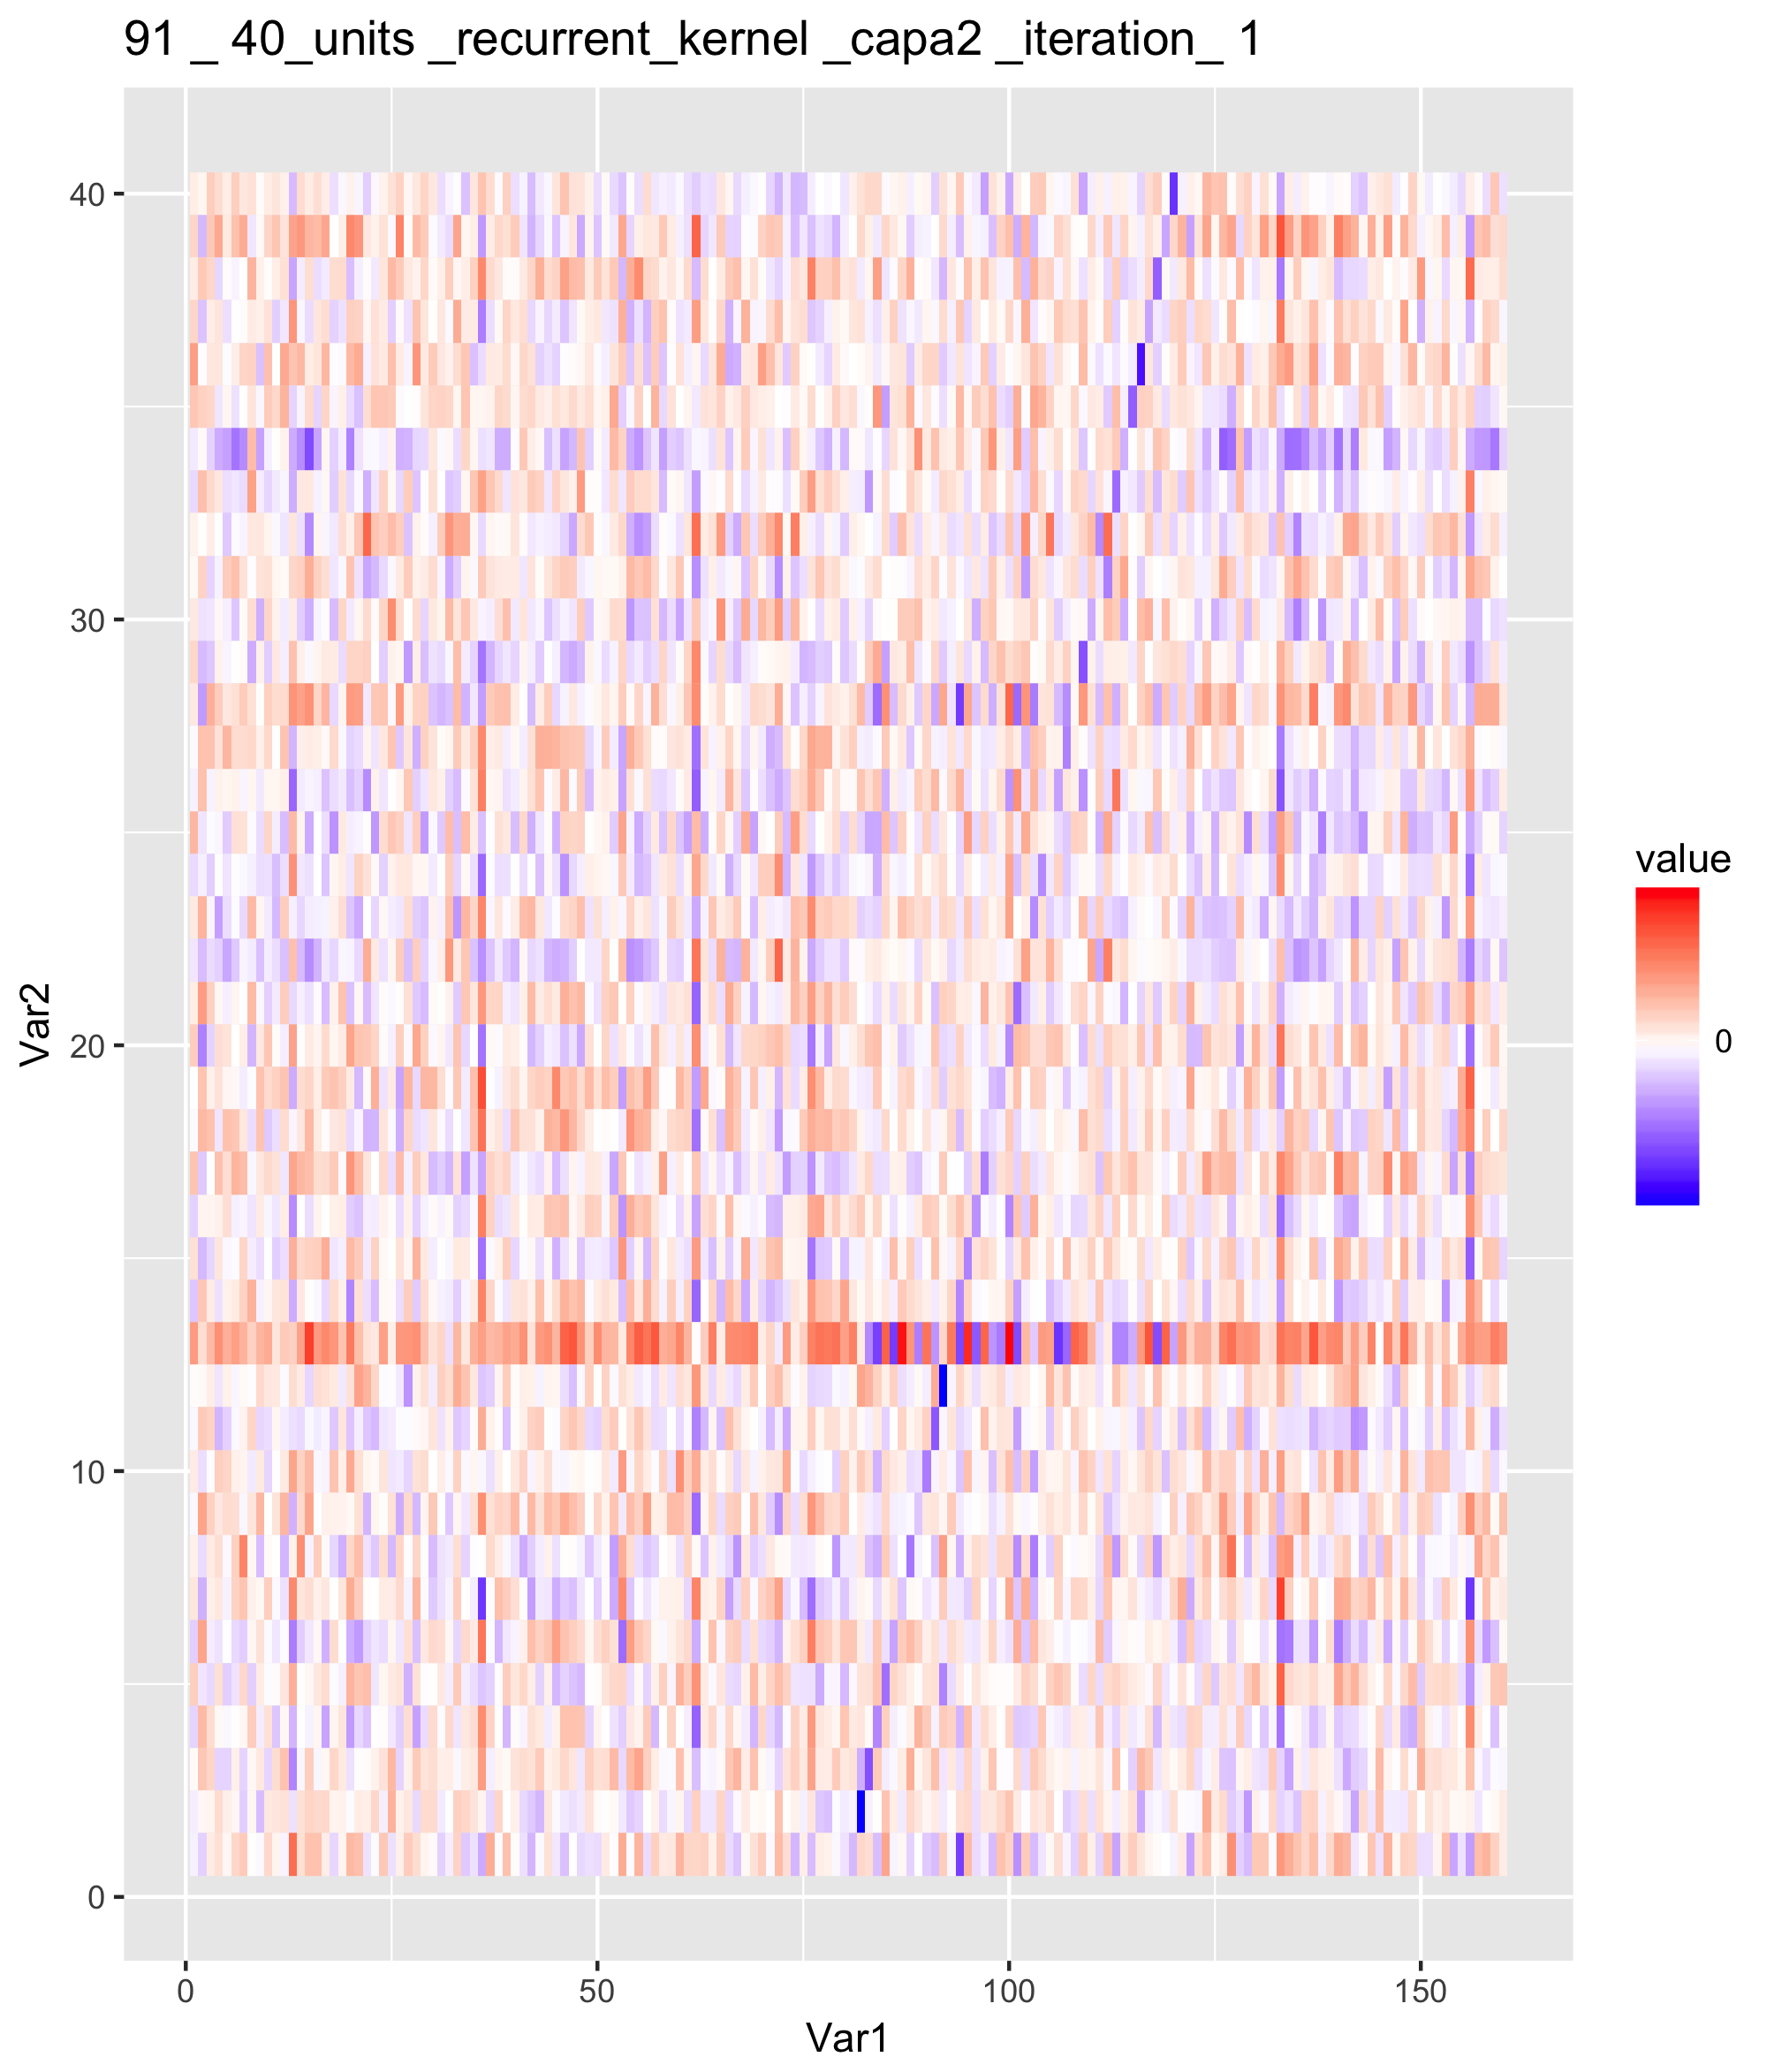 91 _ 40_units _recurrent_kernel _capa2 _iteration_ 1
40
30
20
10
0
Var2
0 50 100 150
Var1
value
0